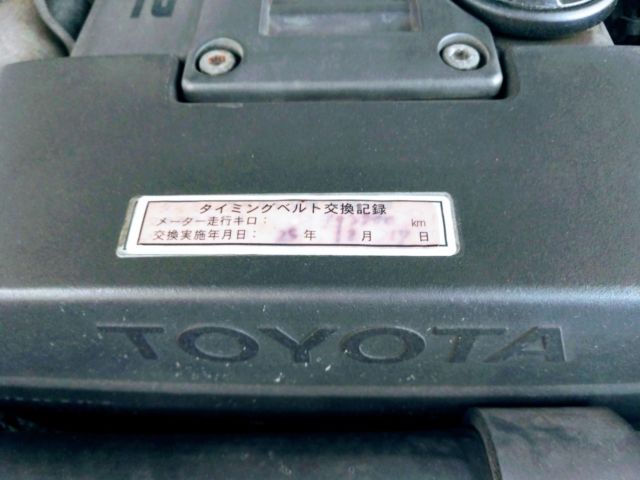 タイミングベルト交換記録
メーター走行キロ： km
交換実施年月日： 年 月 日
TOYOTA